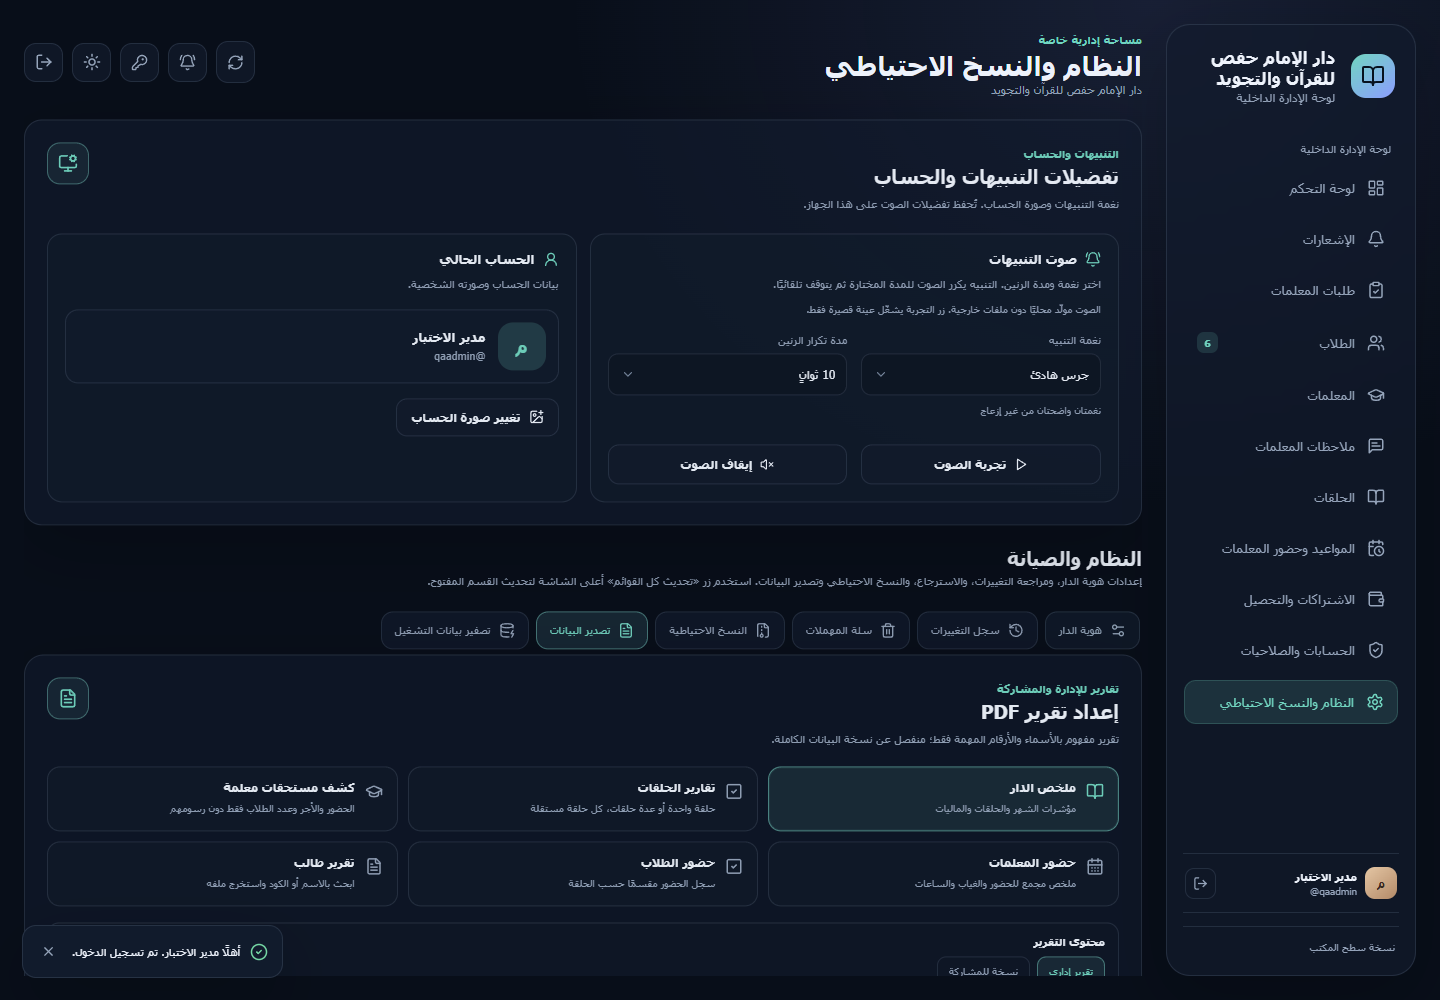 دار الإمام حفص
للقرآن والتجويد
لوحة الإدارة الداخلية
لوحة الإدارة الداخلية
لوحة التحكم
الإشعارات
طلبات المعلمات
الطلاب
6
المعلمات
ملاحظات المعلمات
الحلقات
المواعيد وحضور المعلمات
الاشتراكات والتحصيل
الحسابات والصلاحيات
النظام والنسخ الاحتياطي
م
مدير الاختبار
@qaadmin
نسخة سطح المكتب
مساحة إدارية خاصة
النظام والنسخ الاحتياطي
دار الإمام حفص للقرآن والتجويد
التنبيهات والحساب
تفضيلات التنبيهات والحساب
نغمة التنبيهات وصورة الحساب. تُحفظ تفضيلات الصوت على هذا الجهاز.
صوت التنبيهات
اختر نغمة ومدة الرنين. التنبيه يكرر الصوت للمدة المختارة ثم يتوقف تلقائيًا.
الصوت مولّد محليًا دون ملفات خارجية. زر التجربة يشغّل عينة قصيرة فقط.
نغمة التنبيه
مدة تكرار الرنين
جرس هادئ
10 ثوانٍ
نغمتان واضحتان من غير إزعاج
تجربة الصوت
إيقاف الصوت
الحساب الحالي
بيانات الحساب وصورته الشخصية.
م
مدير الاختبار
@qaadmin
تغيير صورة الحساب
النظام والصيانة
إعدادات هوية الدار، ومراجعة التغييرات، والاسترجاع، والنسخ الاحتياطي وتصدير البيانات. استخدم زر «تحديث كل القوائم» أعلى الشاشة لتحديث القسم المفتوح.
هوية الدار
سجل التغييرات
سلة المهملات
النسخ الاحتياطية
تصدير البيانات
تصفير بيانات التشغيل
تقارير للإدارة والمشاركة
إعداد تقرير PDF
تقرير مفهوم بالأسماء والأرقام المهمة فقط؛ منفصل عن نسخة البيانات الكاملة.
ملخص الدار
مؤشرات الشهر والحلقات والماليات
تقارير الحلقات
حلقة واحدة أو عدة حلقات، كل حلقة مستقلة
كشف مستحقات معلمة
الحضور والأجر وعدد الطلاب فقط دون رسومهم
حضور المعلمات
ملخص مجمع للحضور والغياب والساعات
حضور الطلاب
سجل الحضور مقسمًا حسب الحلقة
تقرير طالب
ابحث بالاسم أو الكود واستخرج ملفه
محتوى التقرير
تقرير إداري
نسخة للمشاركة
أهلًا مدير الاختبار. تم تسجيل الدخول.